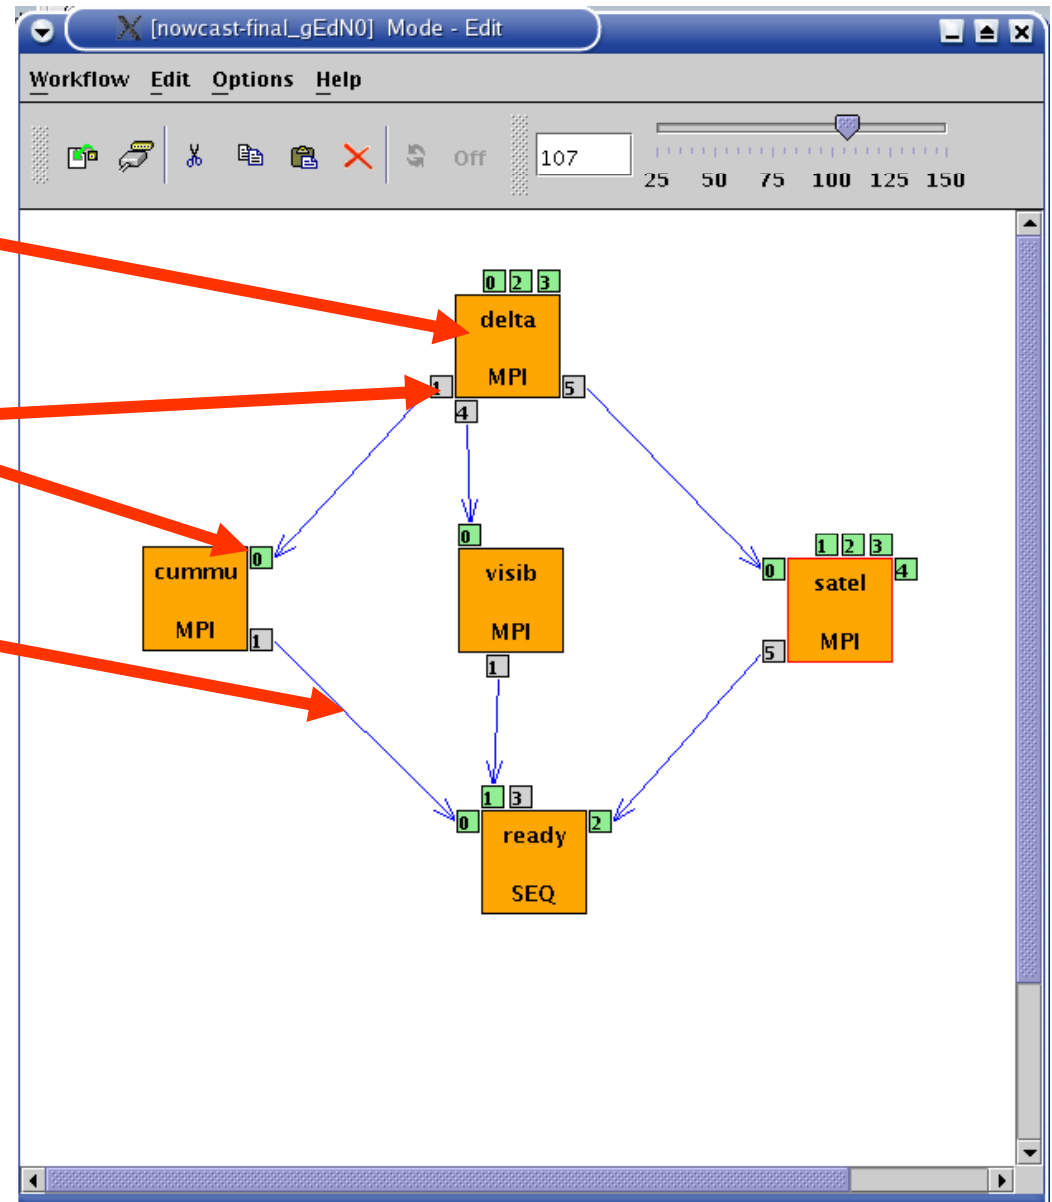 [nowcast-final_gEdN0] Mode - Edit
Workflow Edit Options Help
Off 107
25 50 75 100 125 150
0 2 3
delta
MPI
1 5
4
0
cummu
MPI
1
0
visib
MPI
1
1 2 3
0 4
satel
MPI
5
1 3
0 2
ready
SEQ